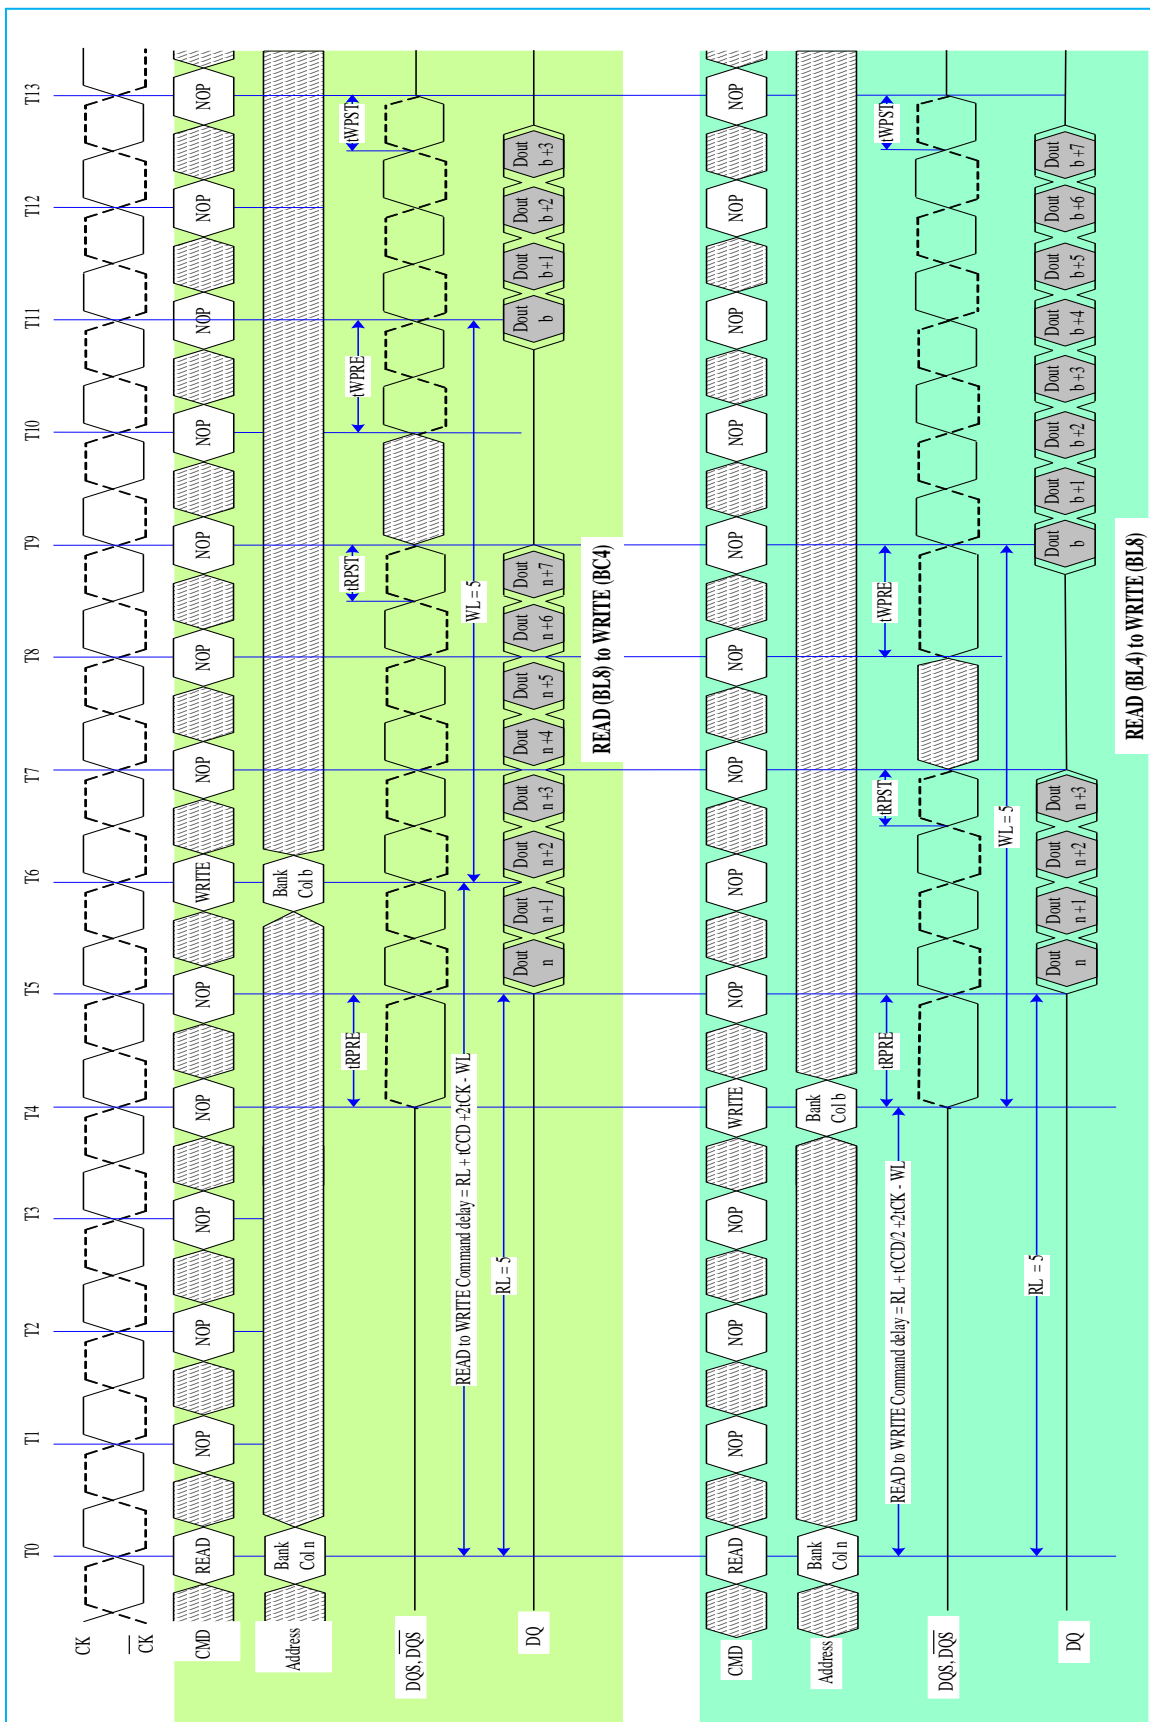 T0 T1 T2 T3 T4 T5 T6 T7 T8 T9 T10 T11 T12 T13
CK
CK
CMD READ NOP NOP NOP NOP NOP WRITE NOP NOP NOP NOP NOP NOP NOP
Address Bank Bank
Col n Col b
tRPRE tRPST tWPRE tWPST
DQS, DQS
READ to WRITE Command delay = RL + tCCD +2tCK - WL WL = 5
RL = 5
DQ Dout Dout Dout Dout Dout Dout Dout Dout Dout Dout Dout Dout
n n+1 n+2 n+3 n+4 n+5 n+6 n+7 b b+1 b+2 b+3
READ (BL8) to WRITE (BC4)
CMD READ NOP NOP NOP WRITE NOP NOP NOP NOP NOP NOP NOP NOP NOP
Address Bank Bank
Col n Col b
tRPRE tRPST tWPRE tWPST
READ to WRITE Command delay = RL + tCCD/2 +2tCK - WL
DQS, DQS
WL = 5
RL = 5
DQ Dout Dout Dout Dout Dout Dout Dout Dout Dout Dout Dout Dout
n n+1 n+2 n+3 b b+1 b+2 b+3 b+4 b+5 b+6 b+7
READ (BL4) to WRITE (BL8)